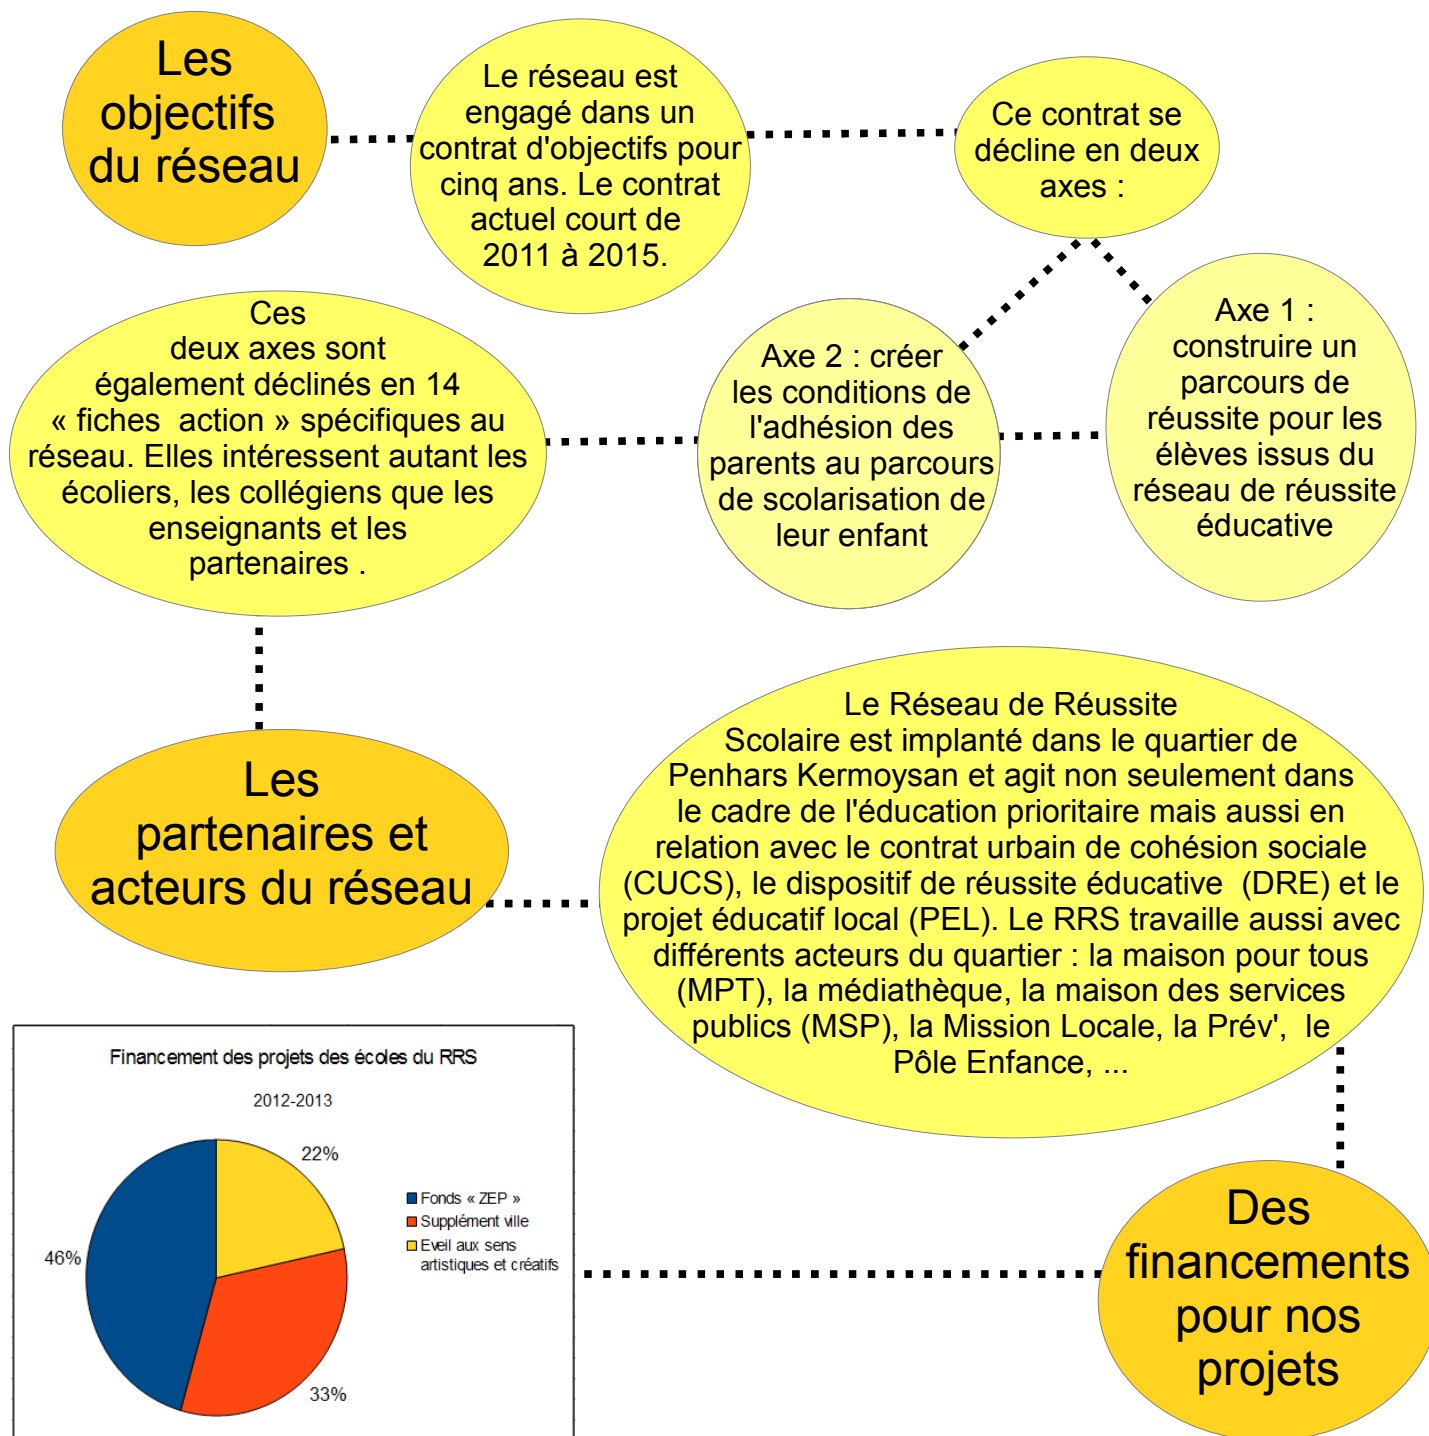 Les
objectifs
du réseau
Le réseau est
engagé dans un
contrat d'objectifs pour
cinq ans. Le contrat
actuel court de
2011 à 2015.
Ce contrat se
décline en deux
axes :
Axe 1 :
construire un
parcours de
réussite pour les
élèves issus du
réseau de réussite
éducative
Axe 2 : créer
les conditions de
l'adhésion des
parents au parcours
de scolarisation de
leur enfant
Ces
deux axes sont
également déclinés en 14
« fiches  action » spécifiques au
réseau. Elles intéressent autant les
écoliers, les collégiens que les
enseignants et les
partenaires .
Les
partenaires et
acteurs du réseau
Le Réseau de Réussite
Scolaire est implanté dans le quartier de
Penhars Kermoysan et agit non seulement dans
le cadre de l'éducation prioritaire mais aussi en
relation avec le contrat urbain de cohésion sociale
(CUCS), le dispositif de réussite éducative  (DRE) et le
projet éducatif local (PEL). Le RRS travaille aussi avec
différents acteurs du quartier : la maison pour tous
(MPT), la médiathèque, la maison des services
publics (MSP), la Mission Locale, la Prév',  le
Pôle Enfance, ...
Des
financements
pour nos
projets
Financement des projets des écoles du RRS
2012-2013
22%
46%
33%
Fonds « ZEP »
Supplément ville
Eveil aux sens
artistiques et créatifs